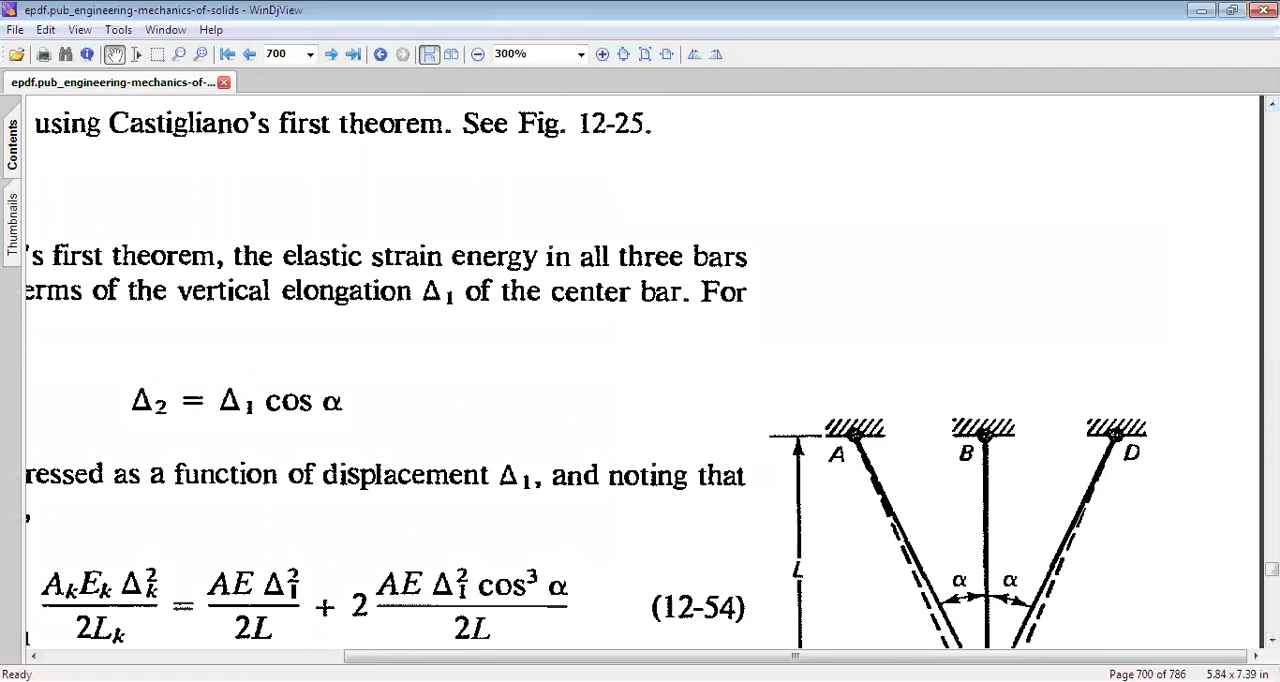 epdf.pub_engineering-mechanics-of-solids - WinDjView
File Edit View Tools Window Help
700 300%
epdf.pub_engineering-mechanics-of-...
Contents
Thumbnails
using Castigliano's first theorem. See Fig. 12-25.
's first theorem, the elastic strain energy in all three bars
erms of the vertical elongation Δ₁ of the center bar. For
Δ₂ = Δ₁ cos α
ressed as a function of displacement Δ₁, and noting that
,
AₖEₖ Δₖ² / 2Lₖ = AE Δ₁² / 2L + 2 AE Δ₁² cos³ α / 2L (12-54)
A B D
L
α α
Ready Page 700 of 786 5.84 x 7.39 in